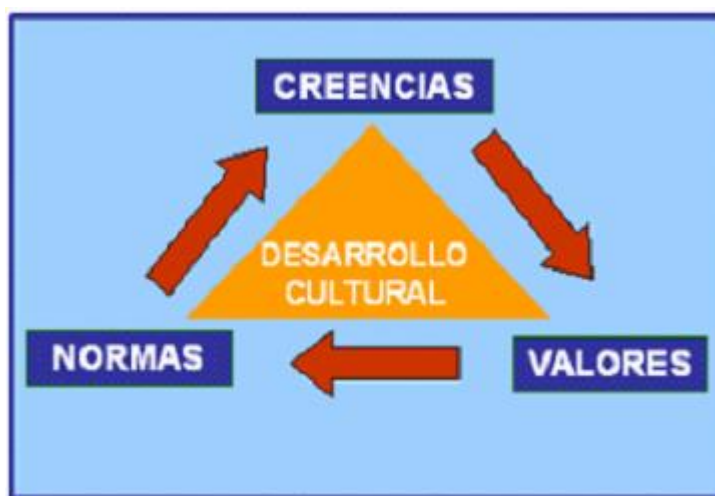 CREENCIAS
DESARROLLO
CULTURAL
NORMAS
VALORES